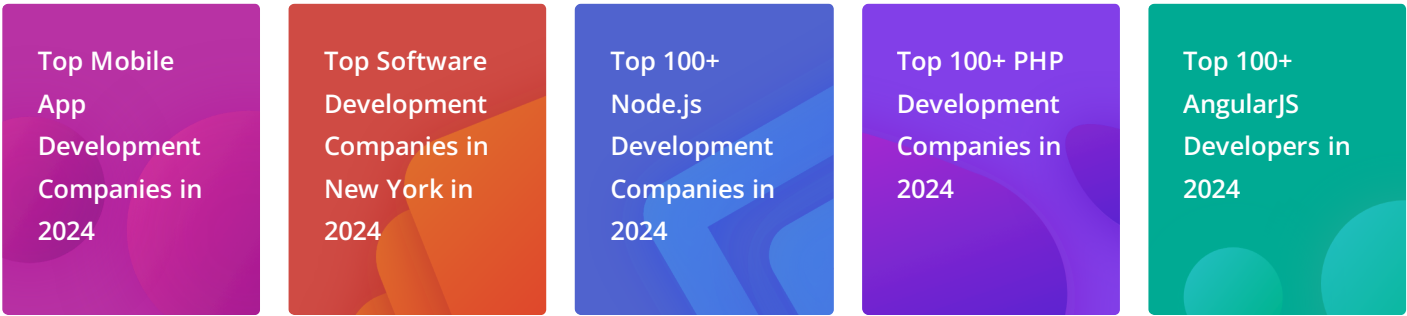 Top Mobile
App
Development
Companies in
2024
Top Software
Development
Companies in
New York in
2024
Top 100+
Node.js
Development
Companies in
2024
Top 100+ PHP
Development
Companies in
2024
Top 100+
AngularJS
Developers in
2024